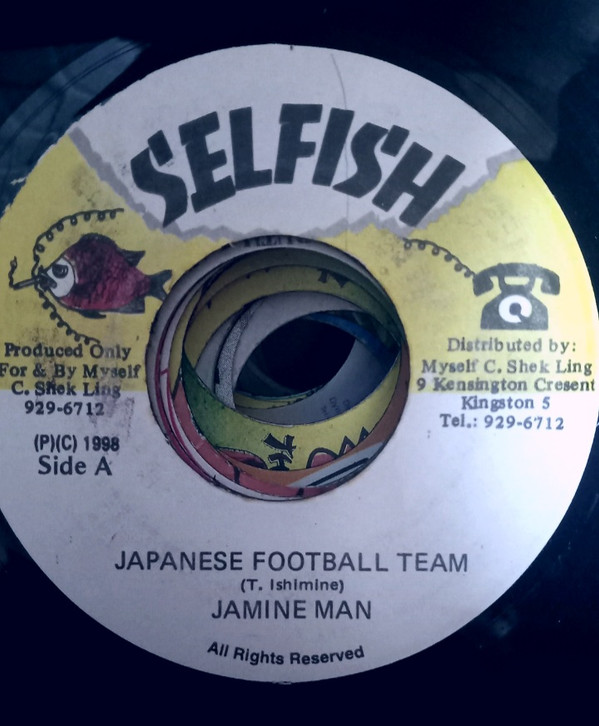 SELFISH
Produced Only
For & By Myself
C. Shek Ling
929-6712
(P)(C) 1998
Side A
Distributed by:
Myself C. Shek Ling
9 Kensington Cresent
Kingston 5
Tel.: 929-6712
JAPANESE FOOTBALL TEAM
(T. Ishimine)
JAMINE MAN
All Rights Reserved